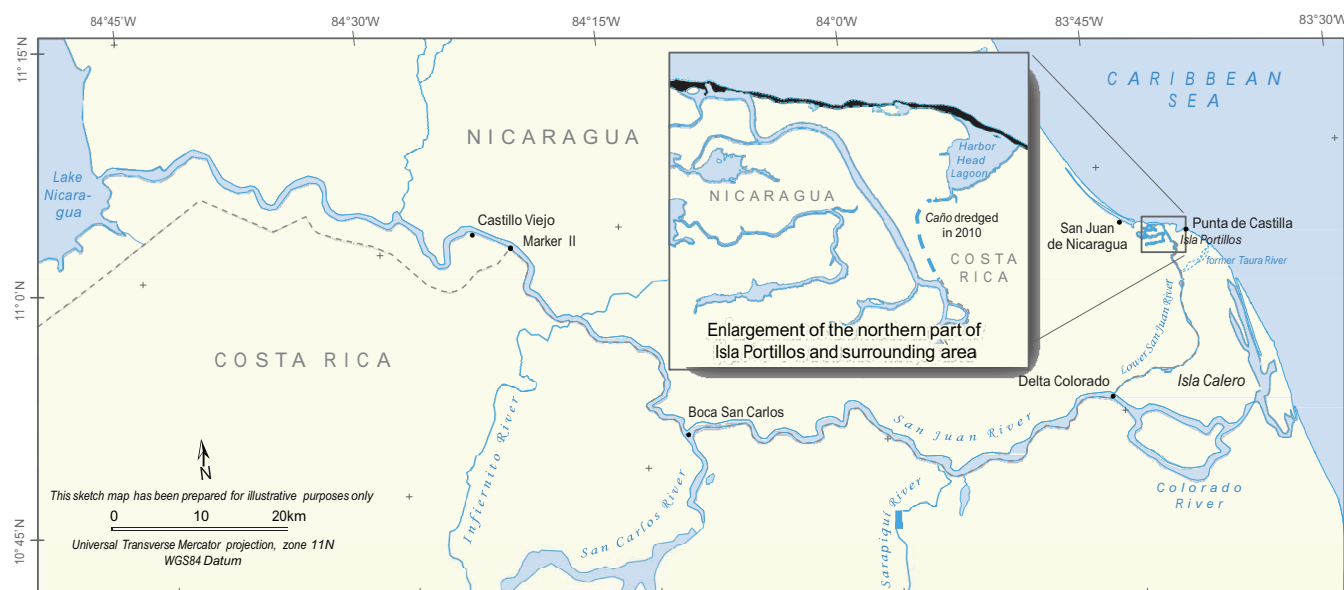 84°45'W
84°30'W
84°15'W
84°0'W
83°45'W
83°30'W
11°15'N
11°0'N
10°45'N
CARIBBEAN
SEA
NICARAGUA
Lake
Nicara-
gua
Castillo Viejo
Marker II
COSTA RICA
Harbor
Head
Lagoon
NICARAGUA
Caño dredged
in 2010
COSTA
RICA
Enlargement of the northern part of
Isla Portillos and surrounding area
San Juan
de Nicaragua
Punta de Castilla
Isla Portillos
former Taura River
Lower San Juan River
Delta Colorado
Isla Calero
Boca San Carlos
San Juan River
Colorado
River
Infiernito River
San Carlos River
Sarapiquí River
N
This sketch map has been prepared for illustrative purposes only
0 10 20km
Universal Transverse Mercator projection, zone 11N
WGS84 Datum